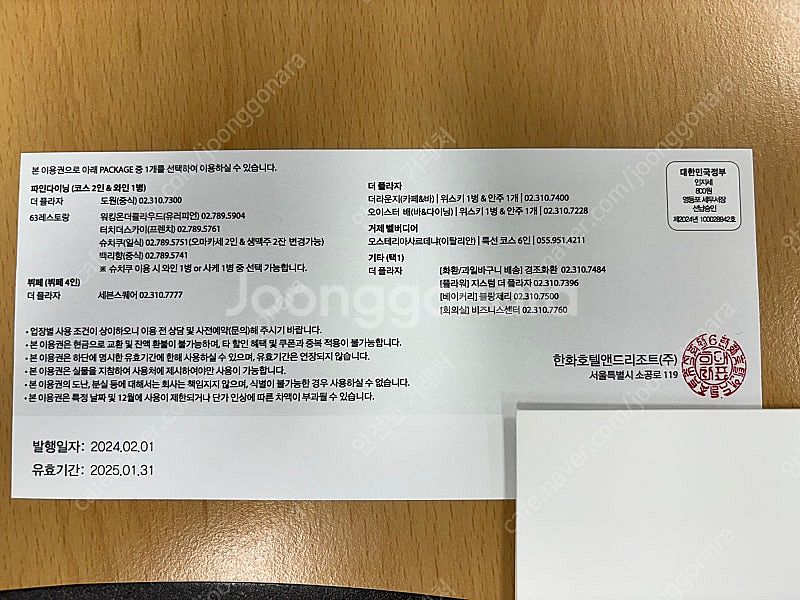 본 이용권으로 아래 PACKAGE 중 1개를 선택하여 이용하실 수 있습니다.
파인다이닝 (코스 2인 & 와인 1병)
더 플라자 도원(중식) 02.310.7300
63레스토랑 워킹온더클라우드(유러피안) 02.789.5904
터치더스카이(프렌치) 02.789.5761
슈치쿠(일식) 02.789.5751(오마카세 2인 & 생맥주 2잔 변경가능)
백리향(중식) 02.789.5741
※ 슈치쿠 이용 시 와인 1병 or 사케 1병 중 선택 가능합니다.
뷔페 (뷔페 4인)
더 플라자 세븐스퀘어 02.310.7777
더 플라자
더라운지(카페&바) | 위스키 1병 & 안주 1개 | 02.310.7400
오이스터 배(바&다이닝) | 위스키 1병 & 안주 1개 | 02.310.7228
거제 벨버디어
오스테리아사르데냐(이탈리안) | 특선 코스 6인 | 055.951.4211
기타 (택1)
더 플라자 [화환/과일바구니 배송] 경조화환 02.310.7484
[플라워] 지스텀 더 플라자 02.310.7396
[베이커리] 블랑제리 02.310.7500
[회의실] 비즈니스센터 02.310.7760
대한민국정부
인지세
800원
영등포 세무서장
선납승인
제2024년 100028942호
• 업장별 사용 조건이 상이하오니 이용 전 상담 및 사전예약(문의)해 주시기 바랍니다.
• 본 이용권은 현금으로 교환 및 잔액 환불이 불가능하며, 타 할인 혜택 및 쿠폰과 중복 적용이 불가능합니다.
• 본 이용권은 하단에 명시한 유효기간에 한해 사용하실 수 있으며, 유효기간은 연장되지 않습니다.
• 본 이용권은 실물을 지참하여 사용처에 제시하여야만 사용이 가능합니다.
• 본 이용권의 도난, 분실 등에 대해서는 회사는 책임지지 않으며, 식별이 불가능한 경우 사용하실 수 없습니다.
• 본 이용권은 특정 날짜 및 12월에 사용이 제한되거나 단가 인상에 따른 차액이 부과될 수 있습니다.
한화호텔앤드리조트(주)
서울특별시 소공로 119
발행일자: 2024.02.01
유효기간: 2025.01.31
Joonggonara
cafe.naver.com/joonggonara